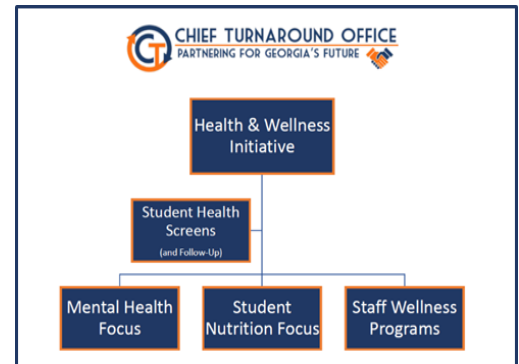 CT
CHIEF TURNAROUND OFFICE
PARTNERING FOR GEORGIA'S FUTURE
Health & Wellness
Initiative
Student Health
Screens
(and Follow-Up)
Mental Health
Focus
Student
Nutrition Focus
Staff Wellness
Programs